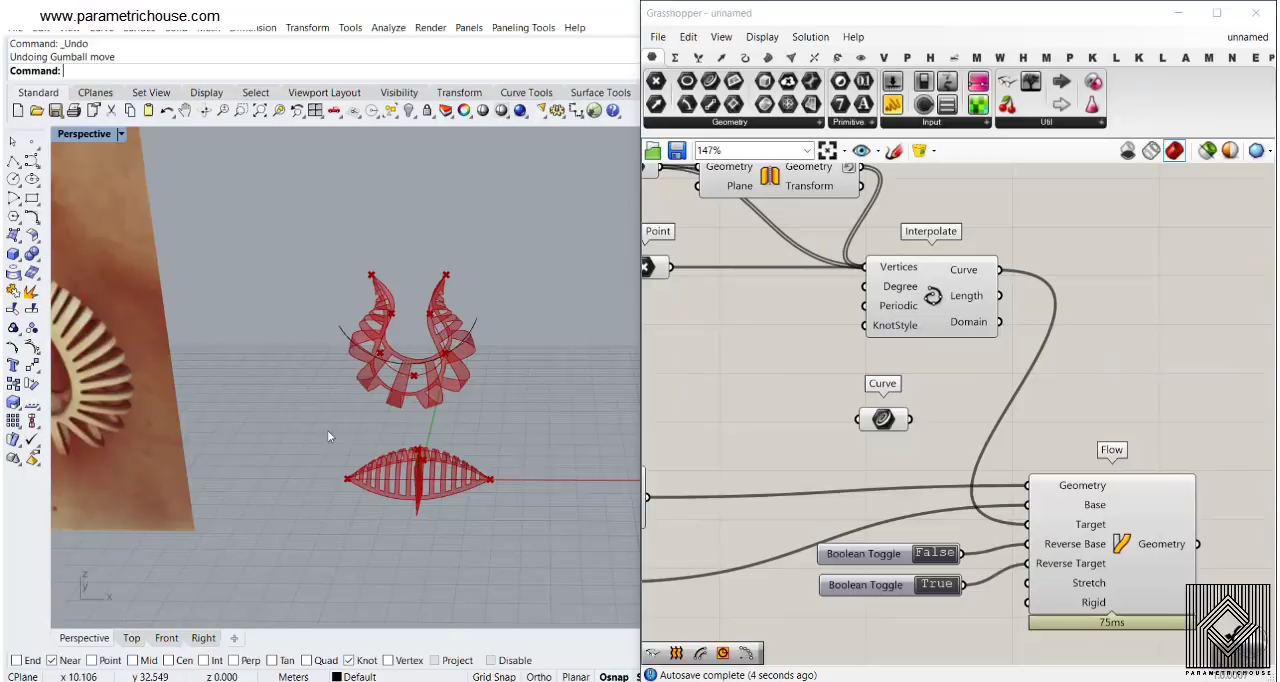 www.parametrichouse.com
Transform Tools Analyze Render Panels Paneling Tools Help
Command: _Undo
Undoing Gumball move
Command:
Standard CPlanes Set View Display Select Viewport Layout Visibility Transform Curve Tools Surface Tools
Perspective
z
y
x
Perspective Top Front Right
End Near Point Mid Cen Int Perp Tan Quad Knot Vertex Project Disable
CPlane x 10.106 y 32.549 z 0.000 Meters Default Grid Snap Ortho Planar Osnap
Grasshopper - unnamed
File Edit View Display Solution Help
unnamed
V P H M W H M P K L K L A M N E P
Geometry Primitive Input Util
147%
Geometry Geometry
Plane Transform
Point
Interpolate
Vertices Curve
Degree
Periodic Length
KnotStyle Domain
Curve
Flow
Geometry
Base
Target
Reverse Base Geometry
Reverse Target
Stretch
Rigid
75ms
Boolean Toggle False
Boolean Toggle True
PARAMETRICHOUSE
Autosave complete (4 seconds ago)